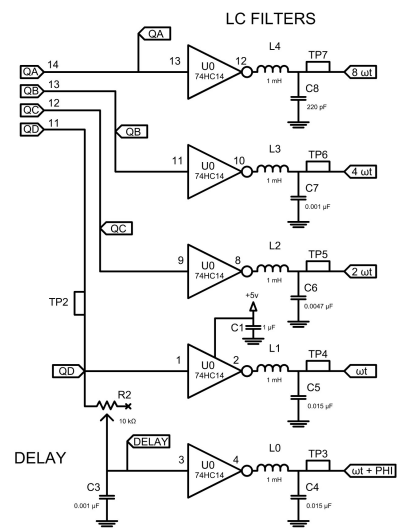 LC FILTERS
QA
L4
TP7
QA 14
13 U0 12
8 ωt
QB 13
74HC14
1 mH
C8
QC 12
220 pF
QD 11
QB
L3
TP6
11 U0 10
4 ωt
74HC14
1 mH
C7
0.001 µF
QC
L2
TP5
9 U0 8
2 ωt
74HC14
1 mH
C6
TP2
+5v
0.0047 µF
C1 1 µF
L1
TP4
QD
1 U0 2
ωt
74HC14
1 mH
C5
R2
0.015 µF
10 kΩ
DELAY
L0
TP3
DELAY
3 U0 4
ωt + PHI
74HC14
1 mH
C3
C4
0.001 µF
0.015 µF